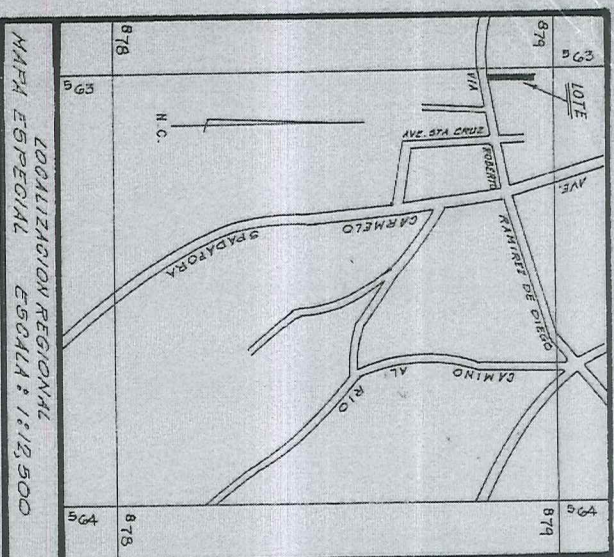 878
879
563
563
LOTE
VIA ROBERTO RAMIREZ DE DIEGO
AVE. STA CRUZ
AVE. CARMELO SPADAFORA
N.C.
CAMINO AL RIO
564
878
879
564
LOCALIZACION REGIONAL
MAPA ESPECIAL ESCALA: 1:12,500